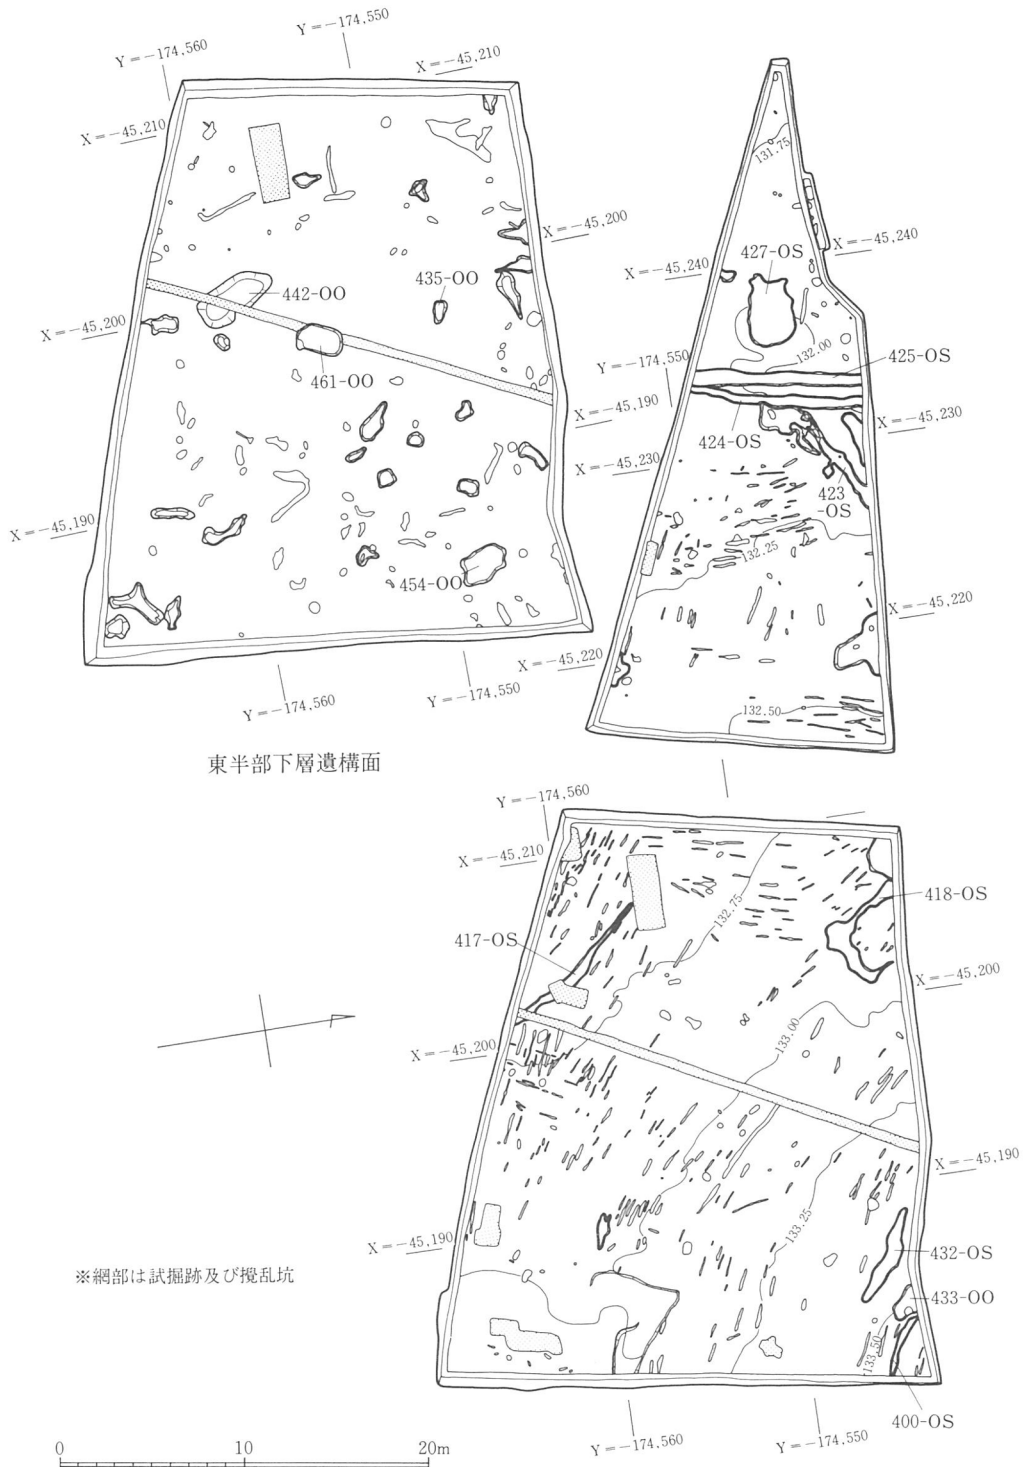 Y=−174,560
Y=−174,550
X=−45,210
X=−45,210
X=−45,200
442-OO
435-OO
X=−45,200
461-OO
X=−45,190
X=−45,190
454-OO
Y=−174,560
Y=−174,550
東半部下層遺構面
131.75
X=−45,240
X=−45,240
427-OS
Y=−174,550
132.00
425-OS
424-OS
X=−45,230
X=−45,230
423
-OS
132.25
X=−45,220
X=−45,220
132.50
Y=−174,560
X=−45,210
132.75
418-OS
417-OS
X=−45,200
133.00
X=−45,200
X=−45,190
133.25
X=−45,190
432-OS
433-OO
133.50
400-OS
Y=−174,560
Y=−174,550
※網部は試掘跡及び攪乱坑
0 10 20m